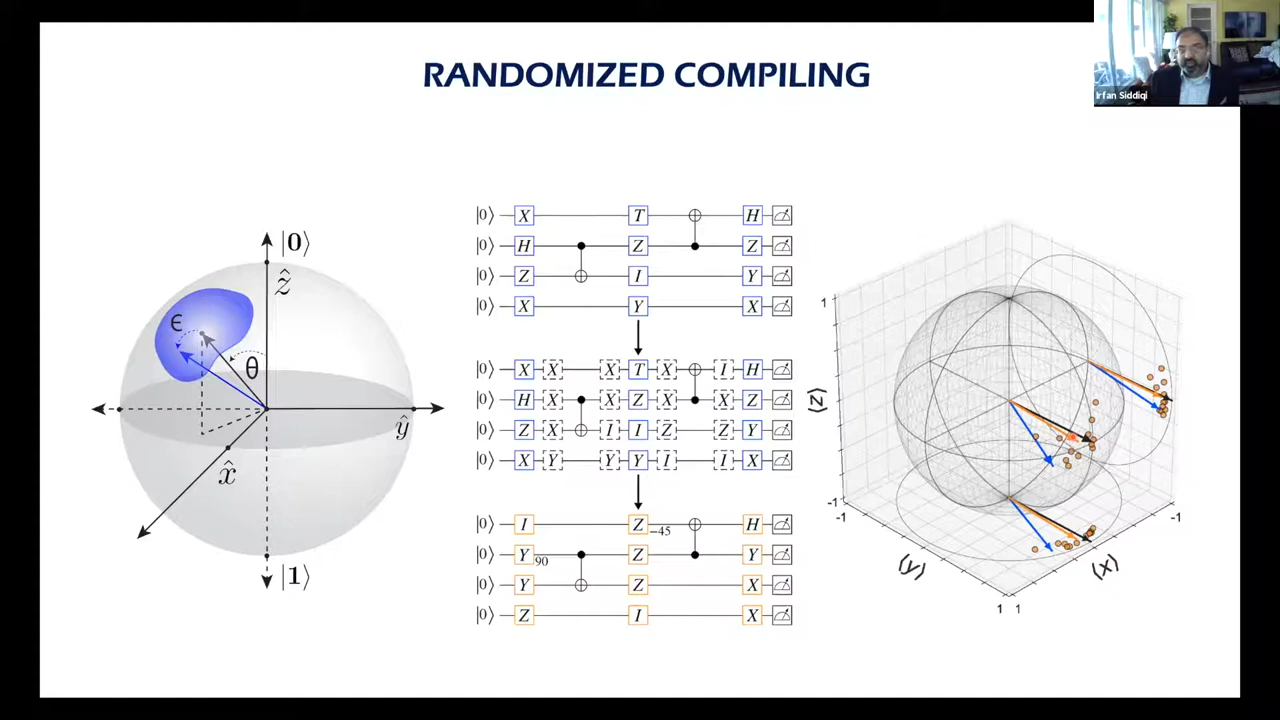 RANDOMIZED COMPILING
Irfan Siddiqi
|0⟩
ẑ
ϵ
θ
ŷ
x̂
|1⟩
|0⟩ X T H
|0⟩ H Z Z
|0⟩ Z I Y
|0⟩ X Y X
|0⟩ X X X T X I H
|0⟩ H X X Z X X Z
|0⟩ Z X I I Z Z Y
|0⟩ X Y Y Y I I X
|0⟩ I Z −45 H
|0⟩ Y 90 Z Y
|0⟩ Y Z X
|0⟩ Z I X
1
⟨z⟩
-1
-1
⟨y⟩
1
1
⟨x⟩
-1